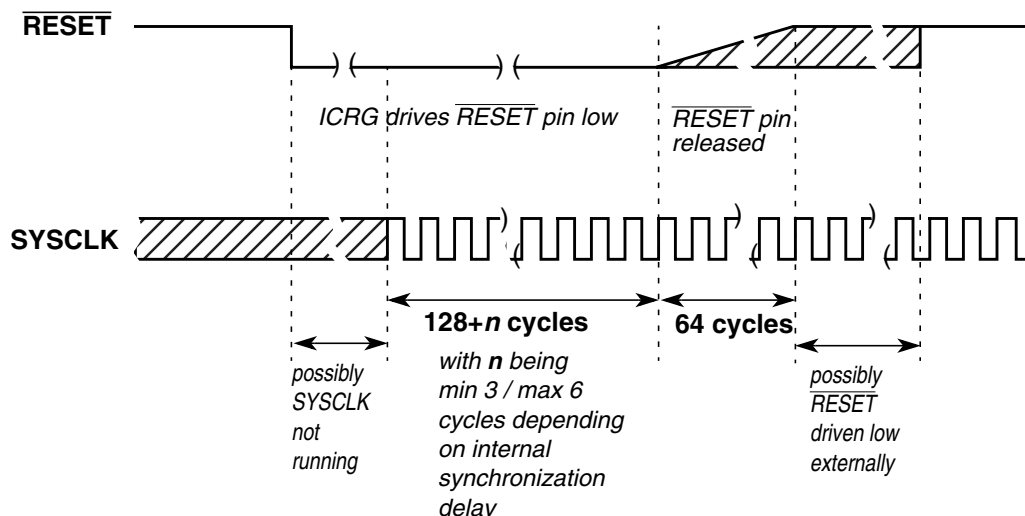 RESET
ICRG drives RESET pin low
RESET pin
released
SYSCLK
128+n cycles
with n being
min 3 / max 6
cycles depending
on internal
synchronization
delay
64 cycles
possibly
SYSCLK
not
running
possibly
RESET
driven low
externally